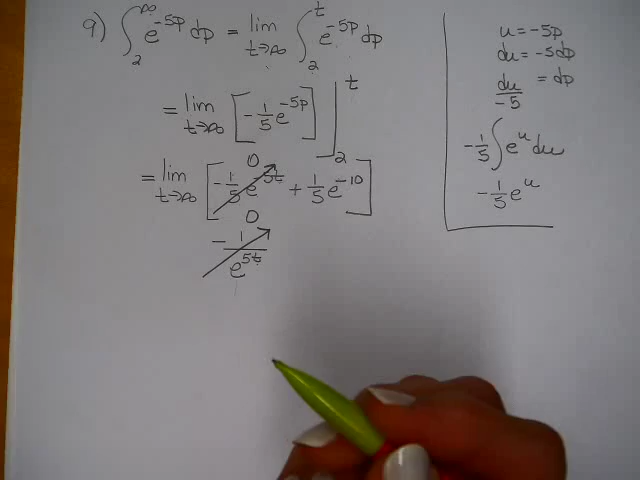 9) ∫₂^∞ e^{-5p} dp = lim_{t→∞} ∫₂^t e^{-5p} dp
= lim_{t→∞} [-1/5 e^{-5p}] |₂^t
= lim_{t→∞} [-1/5 e^{-5t} + 1/5 e^{-10}]
0
0
-1/e^{5t}
u = -5p
du = -5dp
du/-5 = dp
-1/5 ∫ e^u du
-1/5 e^u